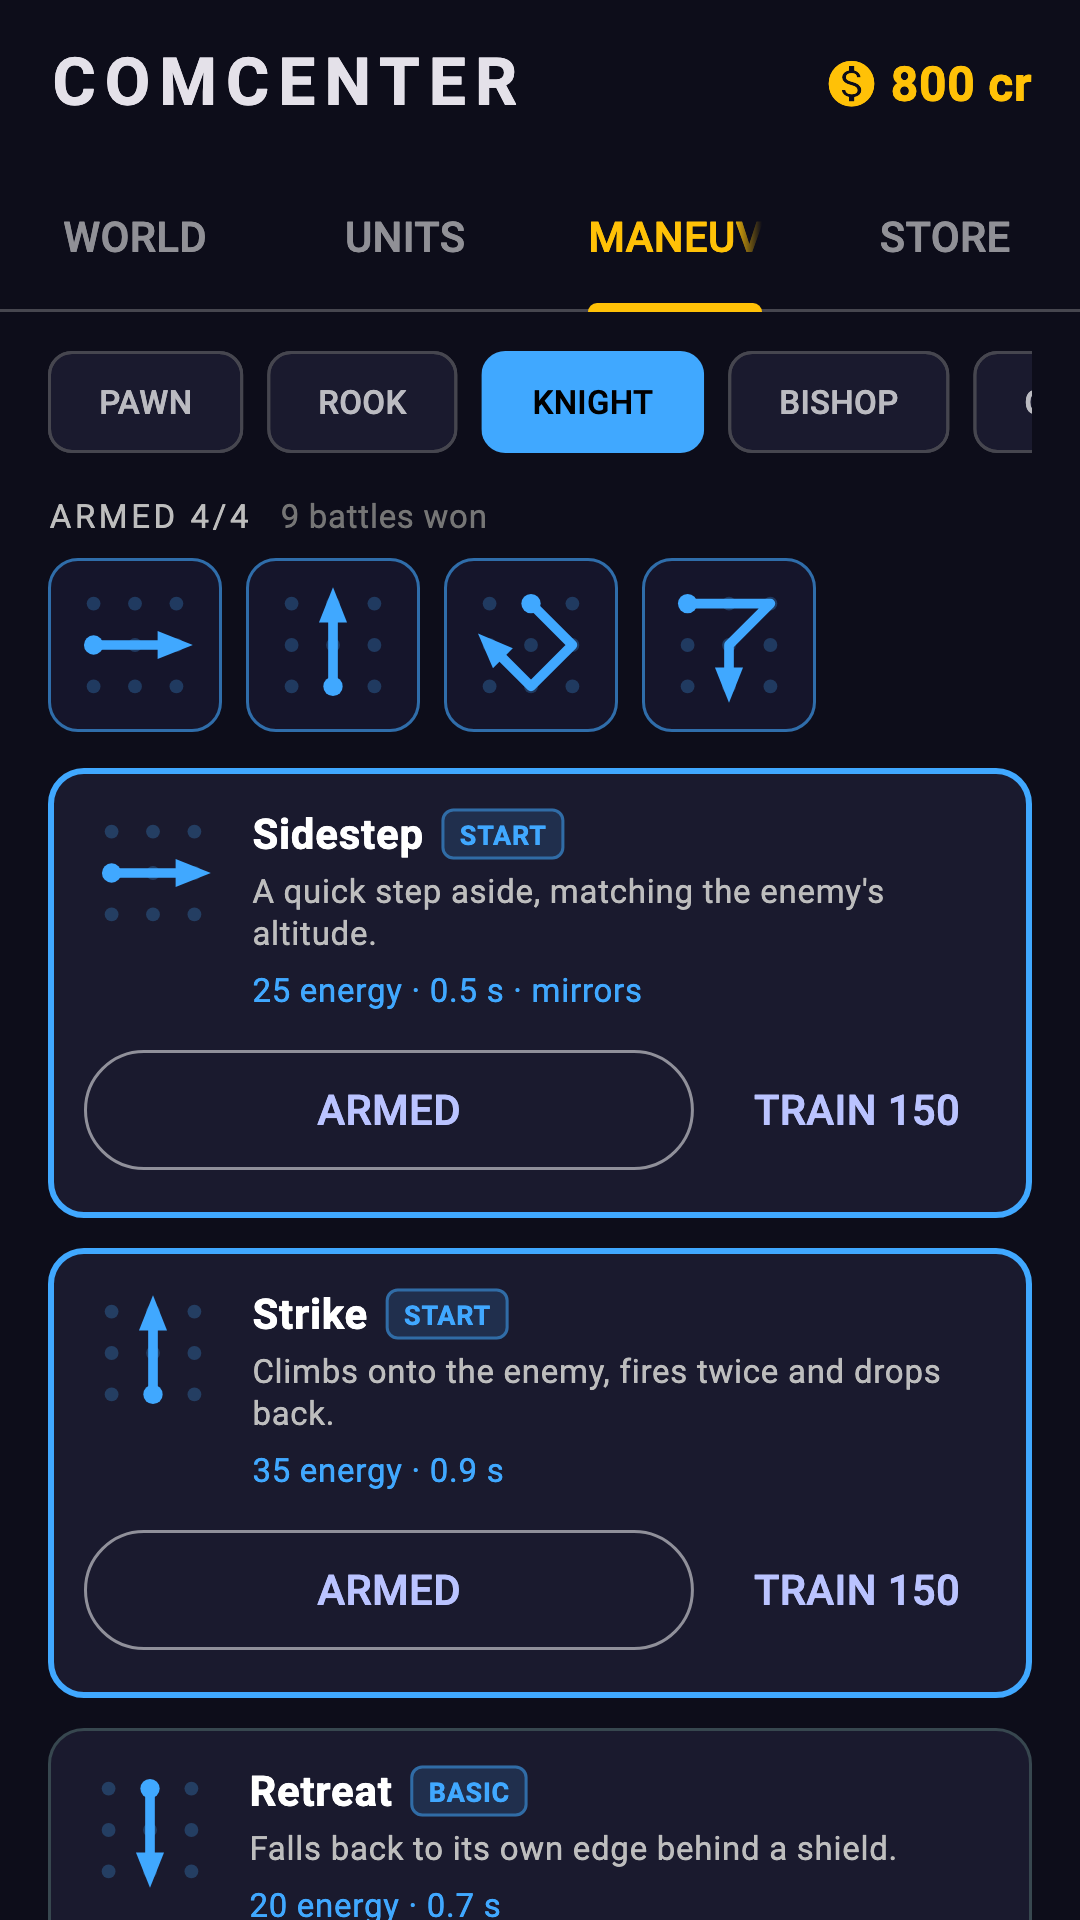 COMCENTER
800 cr
WORLD
UNITS
MANEUV
STORE
PAWN
ROOK
KNIGHT
BISHOP
ARMED 4/4 9 battles won
Sidestep START
A quick step aside, matching the enemy's
altitude.
25 energy · 0.5 s · mirrors
ARMED
TRAIN 150
Strike START
Climbs onto the enemy, fires twice and drops
back.
35 energy · 0.9 s
ARMED
TRAIN 150
Retreat BASIC
Falls back to its own edge behind a shield.
20 energy · 0.7 s